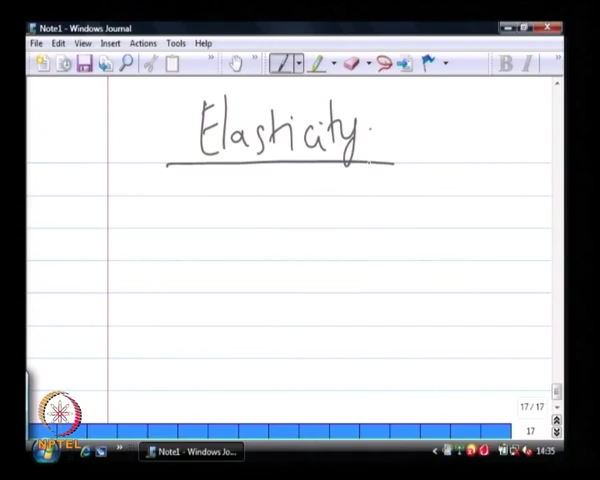 Note1 - Windows Journal
File Edit View Insert Actions Tools Help
B I
Elasticity.
17 / 17
17
NPTEL
Note1 - Windows Jo...
14:35